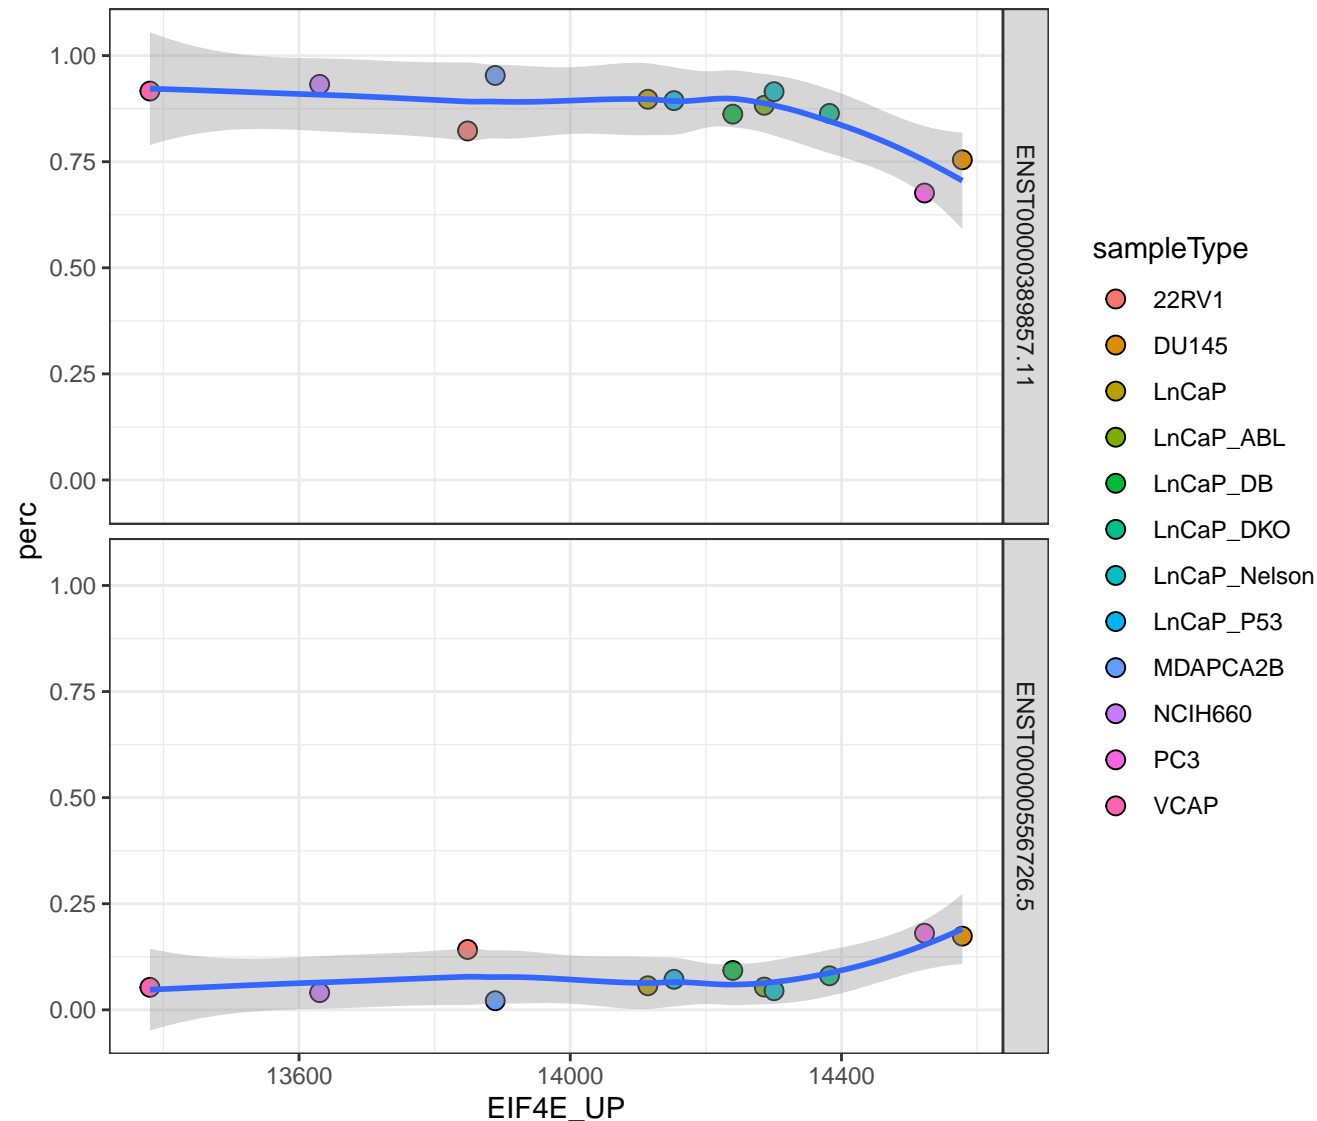 1.00
0.75
0.50
0.25
0.00
ENST00000389857.11
1.00
0.75
0.50
0.25
0.00
ENST00000556726.5
perc
13600
14000
14400
EIF4E_UP
sampleType
22RV1
DU145
LnCaP
LnCaP_ABL
LnCaP_DB
LnCaP_DKO
LnCaP_Nelson
LnCaP_P53
MDAPCA2B
NCIH660
PC3
VCAP